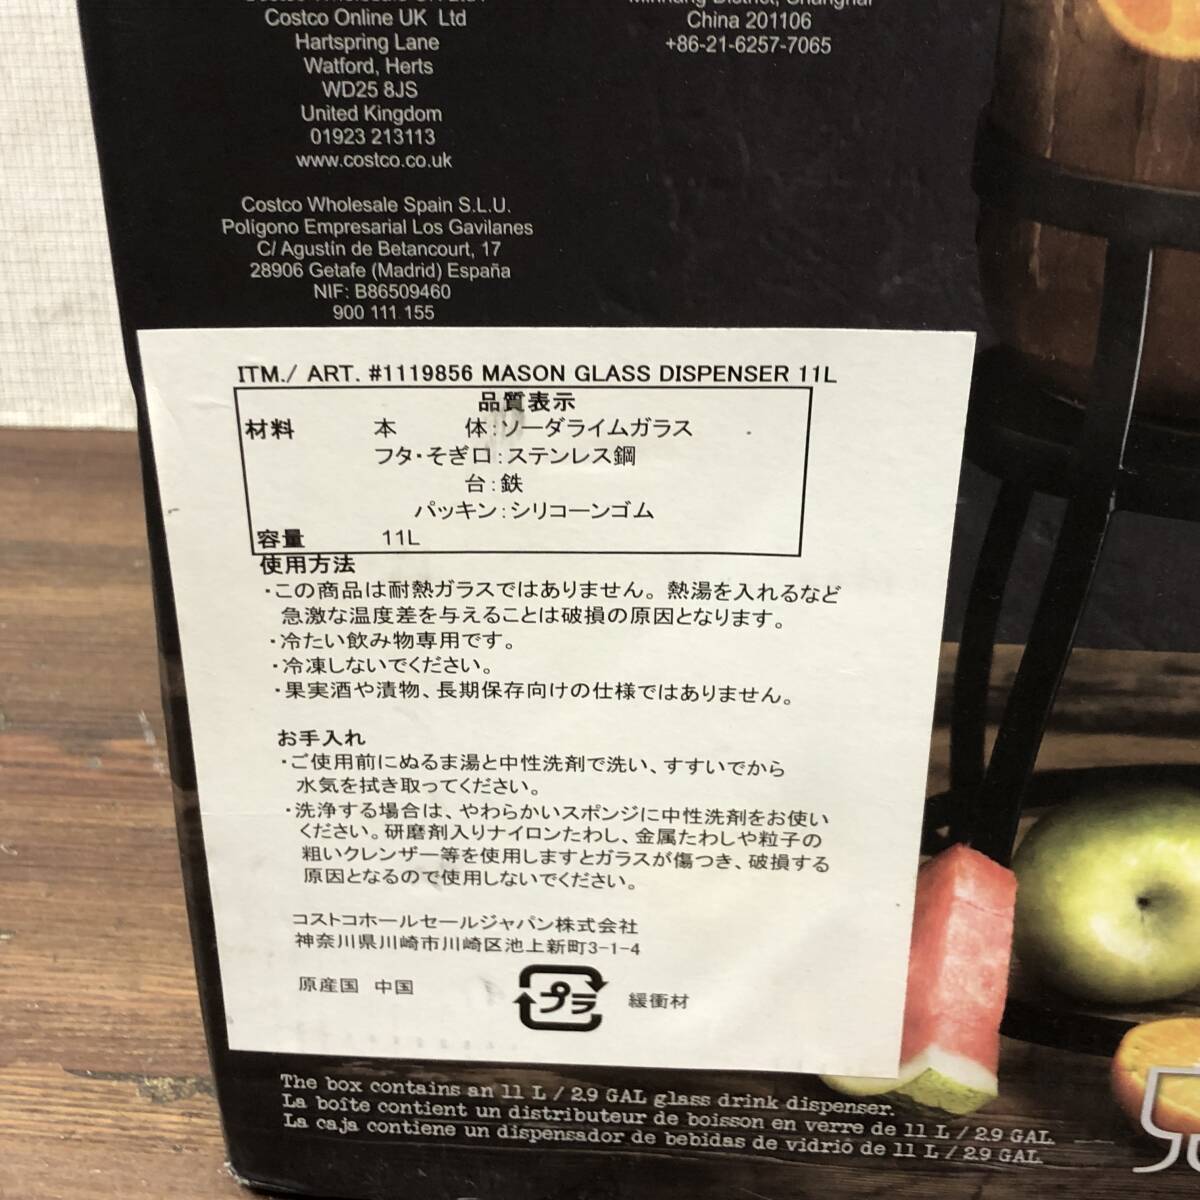 Costco Online UK Ltd
Hartspring Lane
Watford, Herts
WD25 8JS
United Kingdom
01923 213113
www.costco.co.uk
China 201106
+86-21-6257-7065
Costco Wholesale Spain S.L.U.
Polígono Empresarial Los Gavilanes
C/ Agustín de Betancourt, 17
28906 Getafe (Madrid) España
NIF: B86509460
900 111 155
ITM./ ART. #1119856 MASON GLASS DISPENSER 11L
品質表示
材料 本 体:ソーダライムガラス
フタ・そぎ口:ステンレス鋼
台:鉄
パッキン:シリコーンゴム
容量 11L
使用方法
・この商品は耐熱ガラスではありません。熱湯を入れるなど
急激な温度差を与えることは破損の原因となります。
・冷たい飲み物専用です。
・冷凍しないでください。
・果実酒や漬物、長期保存向けの仕様ではありません。
お手入れ
・ご使用前にぬるま湯と中性洗剤で洗い、すすいでから
水気を拭き取ってください。
・洗浄する場合は、やわらかいスポンジに中性洗剤をお使い
ください。研磨剤入りナイロンたわし、金属たわしや粒子の
粗いクレンザー等を使用しますとガラスが傷つき、破損する
原因となるので使用しないでください。
コストコホールセールジャパン株式会社
神奈川県川崎市川崎区池上新町3-1-4
原産国 中国
プラ 緩衝材
The box contains an 11 L / 2.9 GAL glass drink dispenser.
La boîte contient un distributeur de boisson en verre de 11 L / 2.9 GAL.
La caja contiene un dispensador de bebidas de vidrio de 11 L / 2.9 GAL.